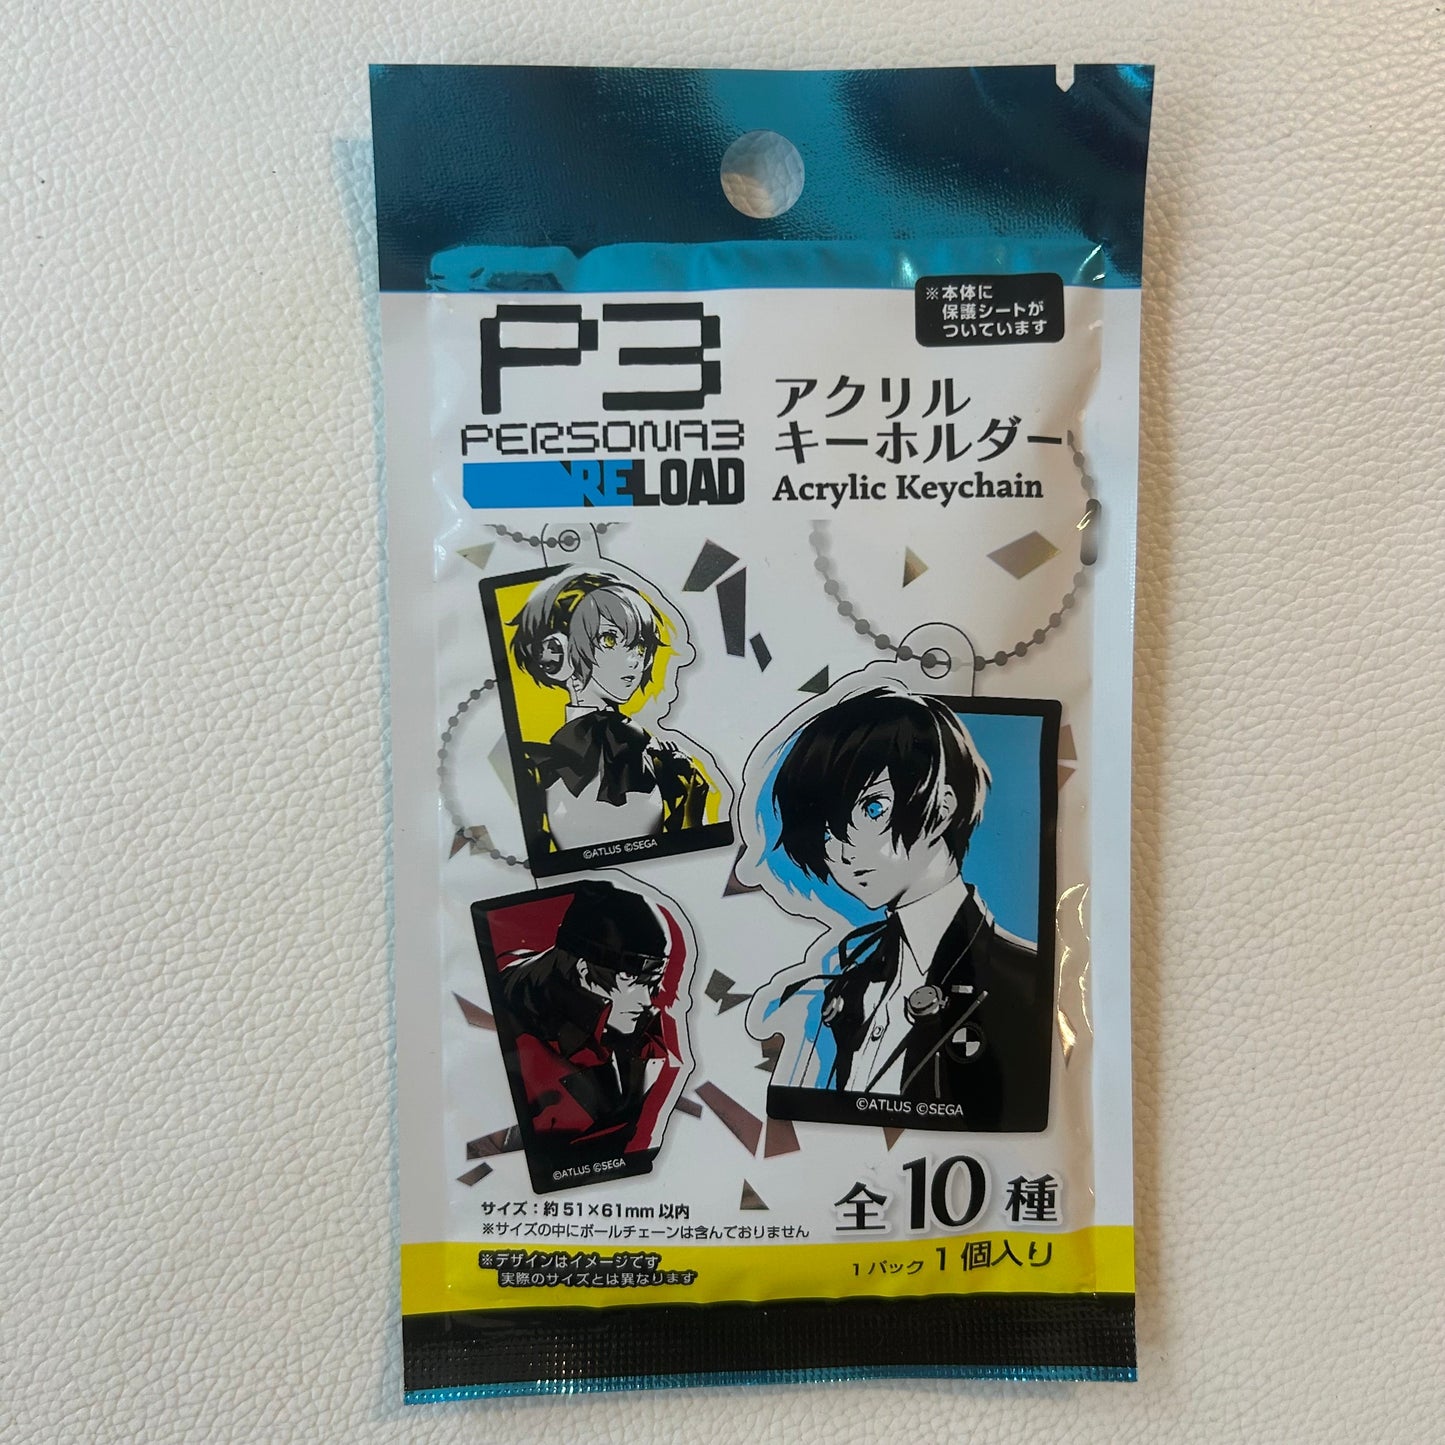 ※本体に
保護シートが
ついています
P3
PERSONA3
RELOAD
アクリル
キーホルダー
Acrylic Keychain
©ATLUS ©SEGA
©ATLUS ©SEGA
©ATLUS ©SEGA
サイズ：約51×61mm以内
※サイズの中にボールチェーンは含んでおりません
全10種
※デザインはイメージです
実際のサイズとは異なります
1パック1個入り